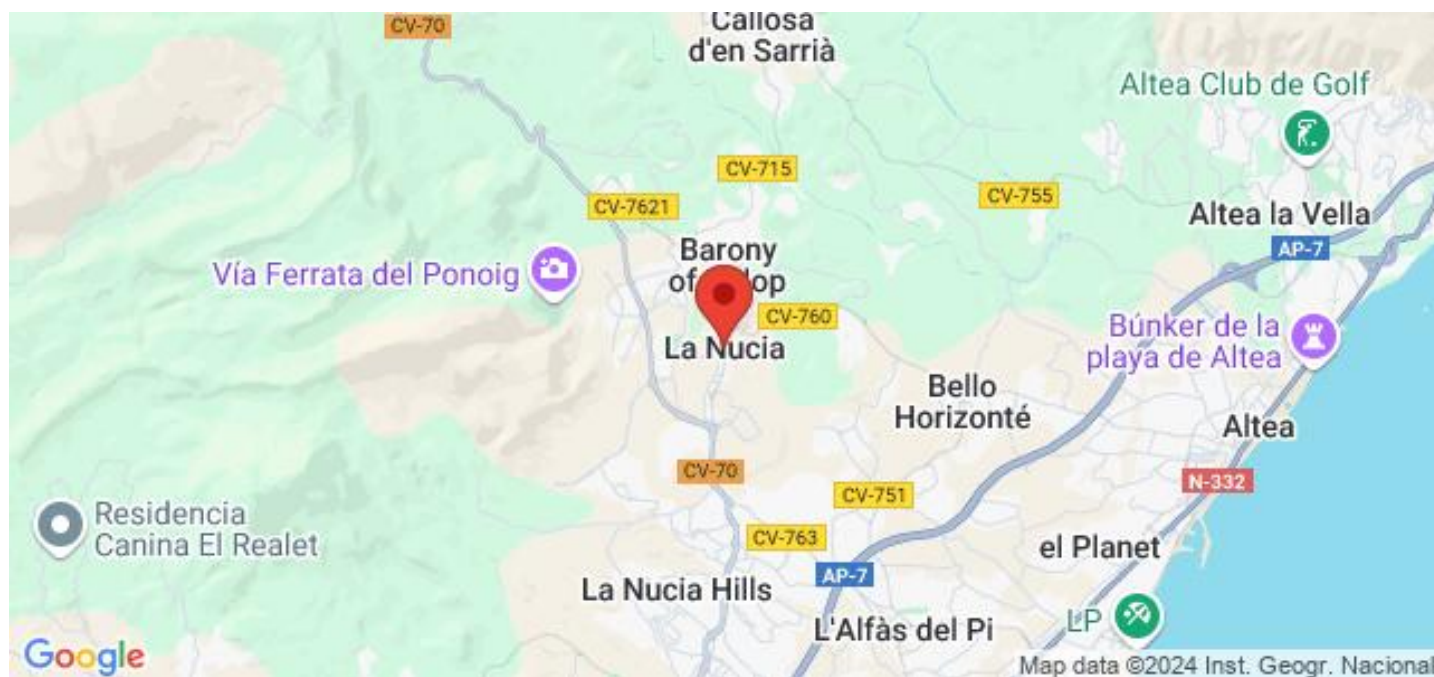 CV-70
Callosa
d'en Sarrià
Altea Club de Golf
CV-715
CV-755
CV-7621
Altea la Vella
AP-7
Barony
of
Vía Ferrata del Ponoig
CV-760
La Nucia
Búnker de la
playa de Altea
Bello
Horizonté
Altea
CV-70
N-332
CV-751
Residencia
Canina El Realet
CV-763
el Planet
AP-7
La Nucia Hills
LP
L'Alfàs del Pi
Google
Map data ©2024 Inst. Geogr. Nacional